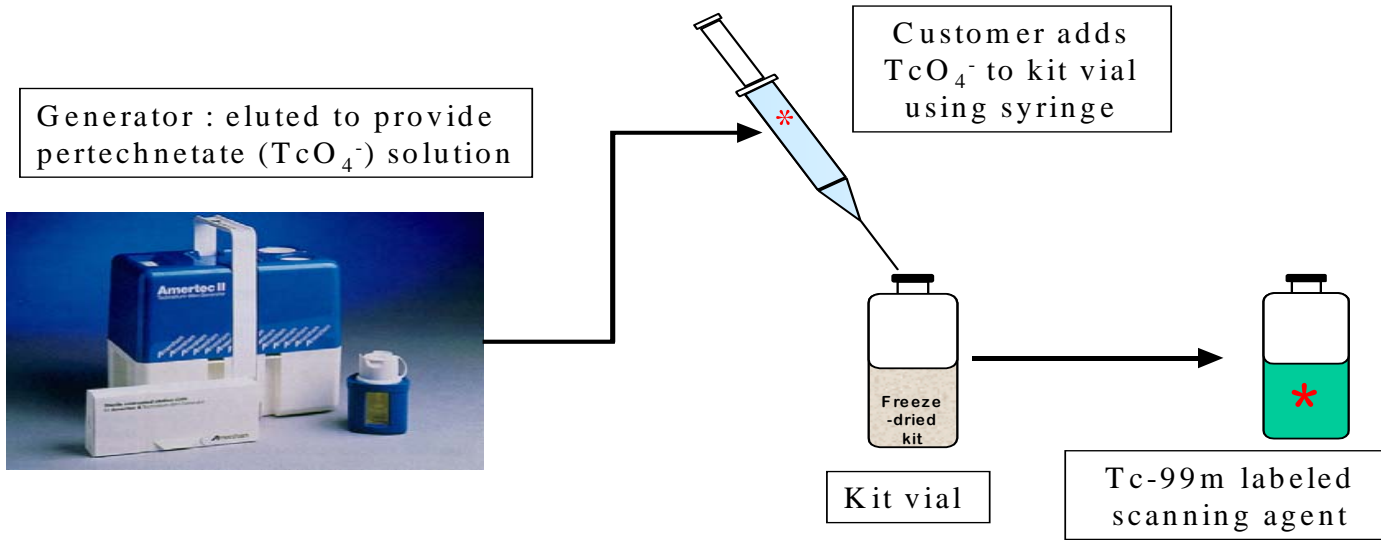 Generator : eluted to provide
pertechnetate (TcO₄⁻) solution
Customer adds
TcO₄⁻ to kit vial
using syringe
*
Amertec II
Freeze
-dried
kit
*
Kit vial
Tc-99m labeled
scanning agent